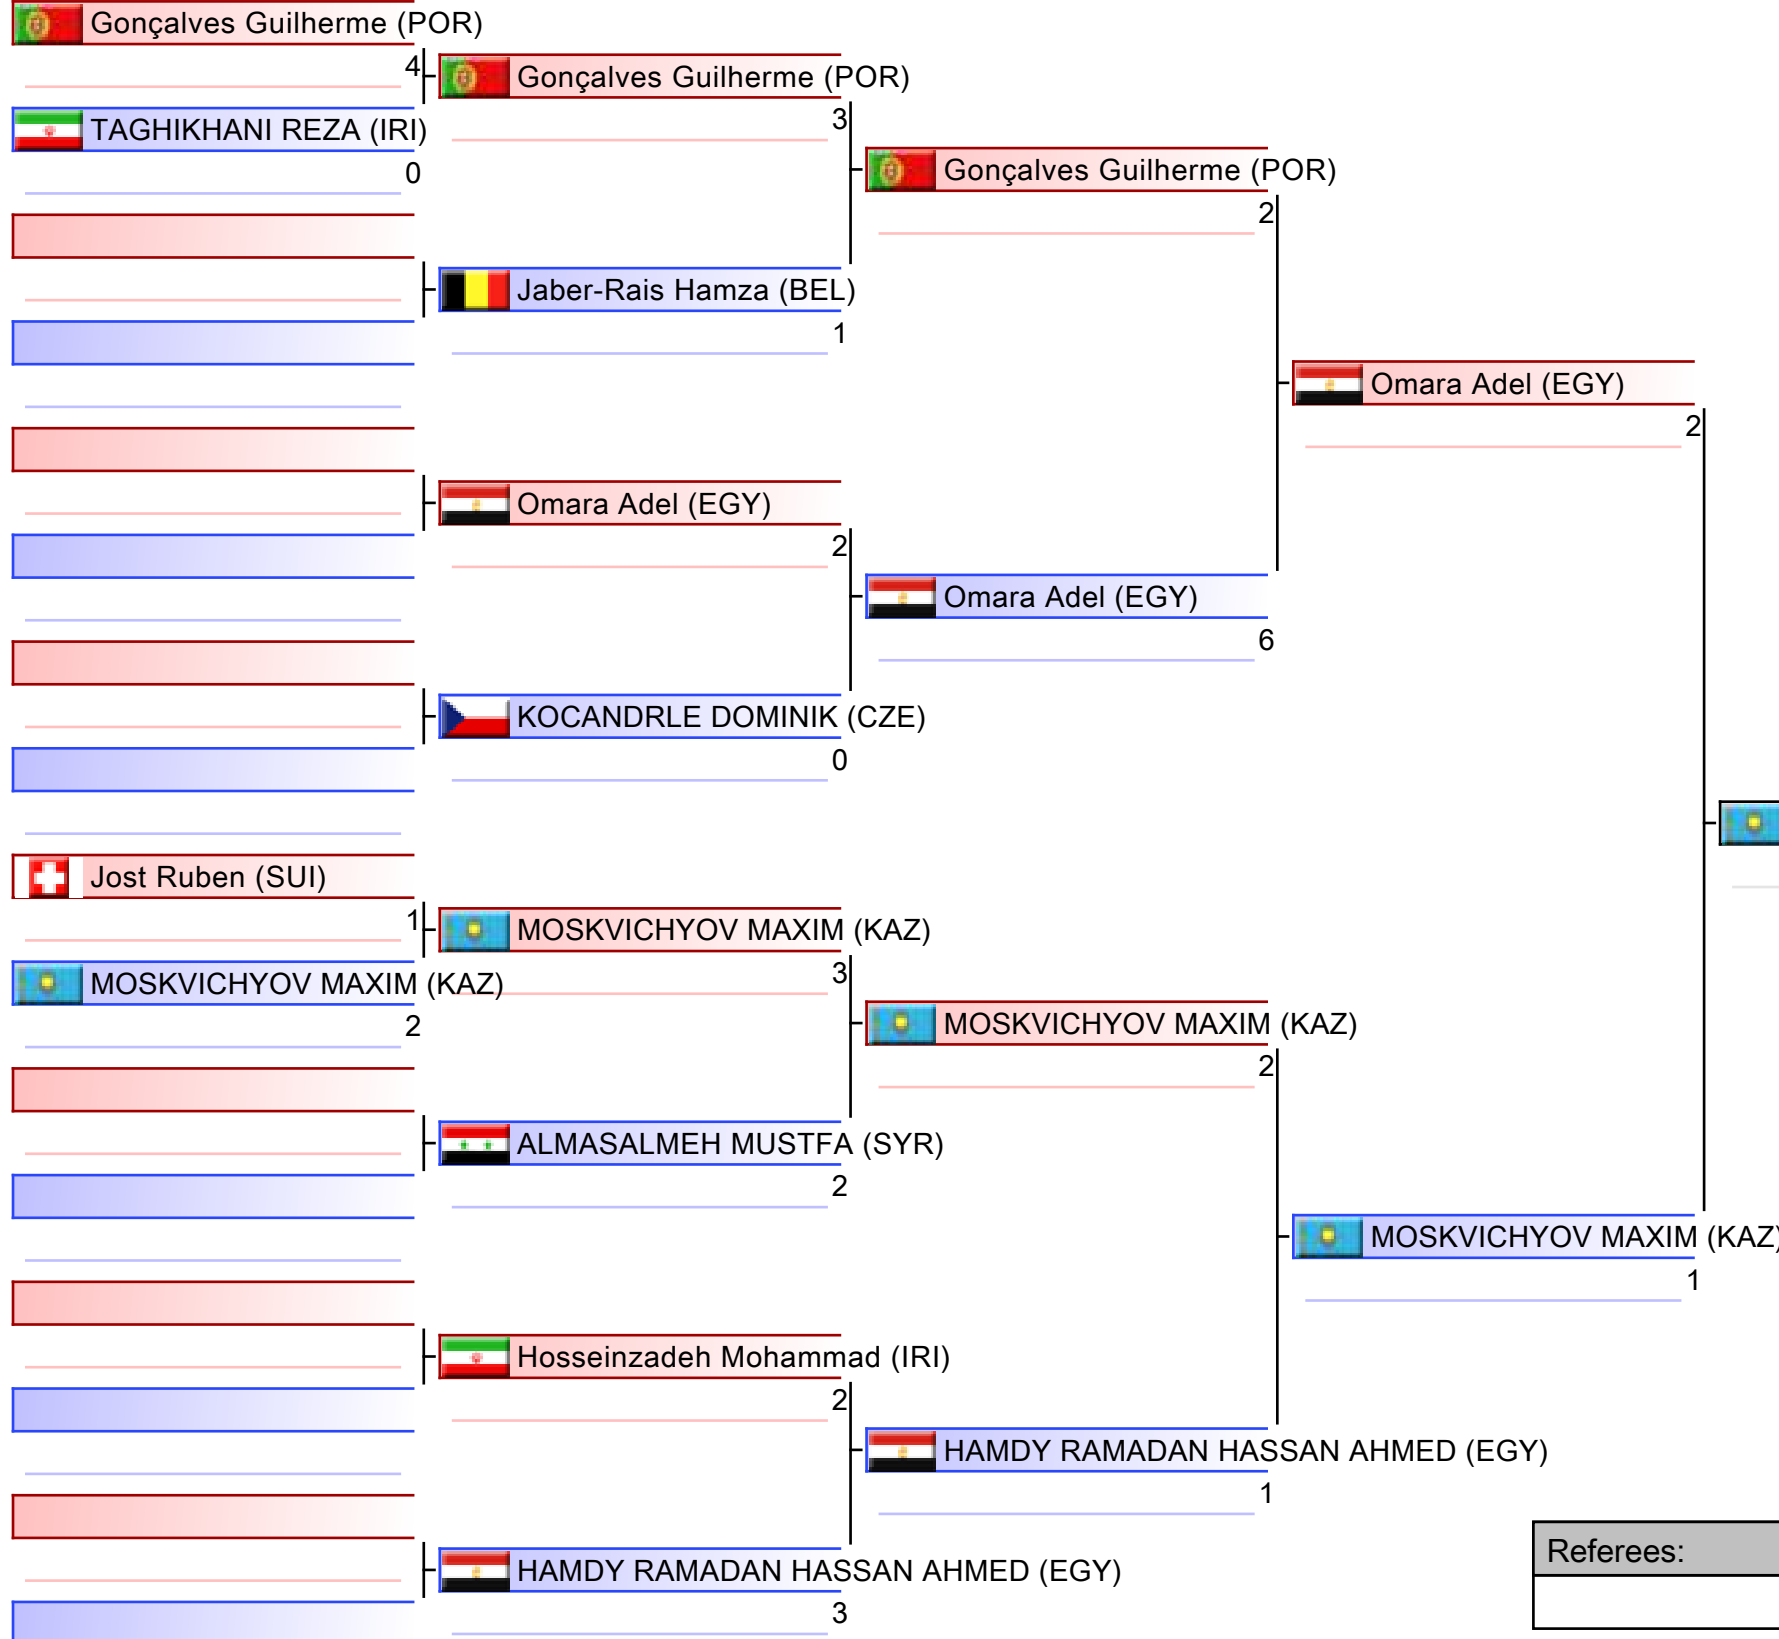 Gonçalves Guilherme (POR)
4
Gonçalves Guilherme (POR)
TAGHIKHANI REZA (IRI)
3
0
Gonçalves Guilherme (POR)
2
Jaber-Rais Hamza (BEL)
1
Omara Adel (EGY)
2
Omara Adel (EGY)
2
Omara Adel (EGY)
6
KOCANDRLE DOMINIK (CZE)
0
Jost Ruben (SUI)
1
MOSKVICHYOV MAXIM (KAZ)
MOSKVICHYOV MAXIM (KAZ)
3
2
MOSKVICHYOV MAXIM (KAZ)
2
ALMASALMEH MUSTFA (SYR)
2
MOSKVICHYOV MAXIM (KAZ)
1
Hosseinzadeh Mohammad (IRI)
2
HAMDY RAMADAN HASSAN AHMED (EGY)
1
Referees:
HAMDY RAMADAN HASSAN AHMED (EGY)
3